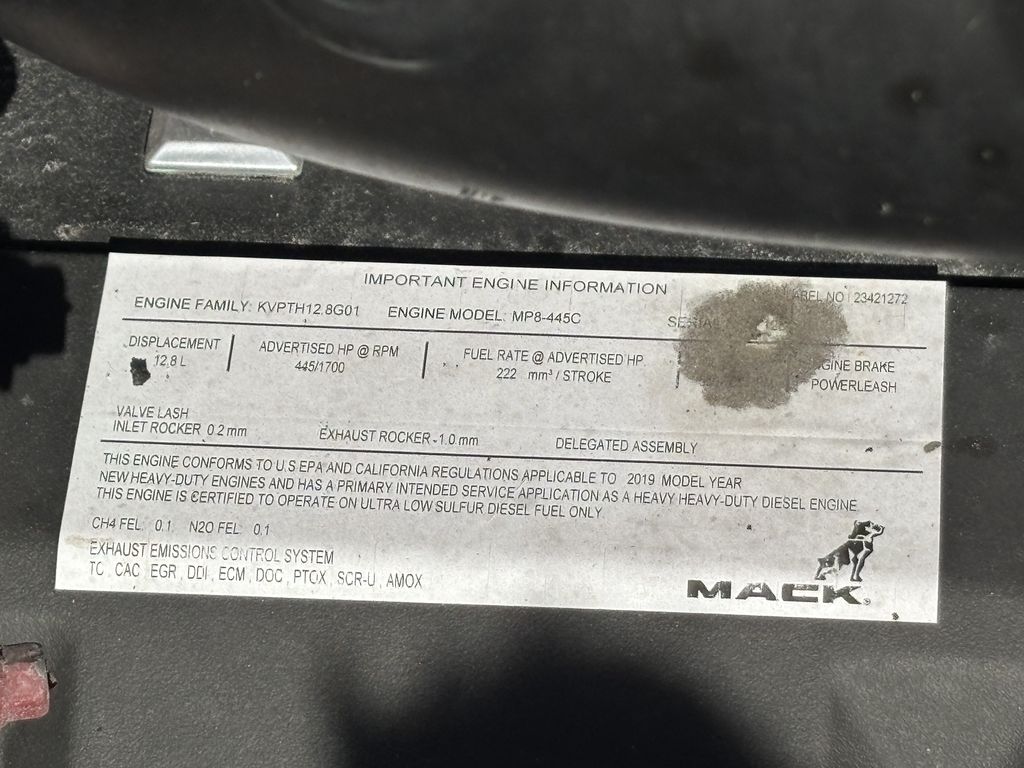 IMPORTANT ENGINE INFORMATION
LABEL NO 23421272
ENGINE FAMILY: KVPTH12.8G01 ENGINE MODEL: MP8-445C
DISPLACEMENT
12.8 L
ADVERTISED HP @ RPM
445/1700
FUEL RATE @ ADVERTISED HP
222 mm³ / STROKE
ENGINE BRAKE
POWERLEASH
VALVE LASH
INLET ROCKER 0.2 mm EXHAUST ROCKER 1.0 mm DELEGATED ASSEMBLY
THIS ENGINE CONFORMS TO U.S EPA AND CALIFORNIA REGULATIONS APPLICABLE TO 2019 MODEL YEAR
NEW HEAVY-DUTY ENGINES AND HAS A PRIMARY INTENDED SERVICE APPLICATION AS A HEAVY HEAVY-DUTY DIESEL ENGINE.
THIS ENGINE IS CERTIFIED TO OPERATE ON ULTRA LOW SULFUR DIESEL FUEL ONLY.
CH4 FEL: 0.1 N2O FEL: 0.1
EXHAUST EMISSIONS CONTROL SYSTEM
TC , CAC , EGR , DDI , ECM , DOC , PTOX , SCR-U , AMOX
MACK®